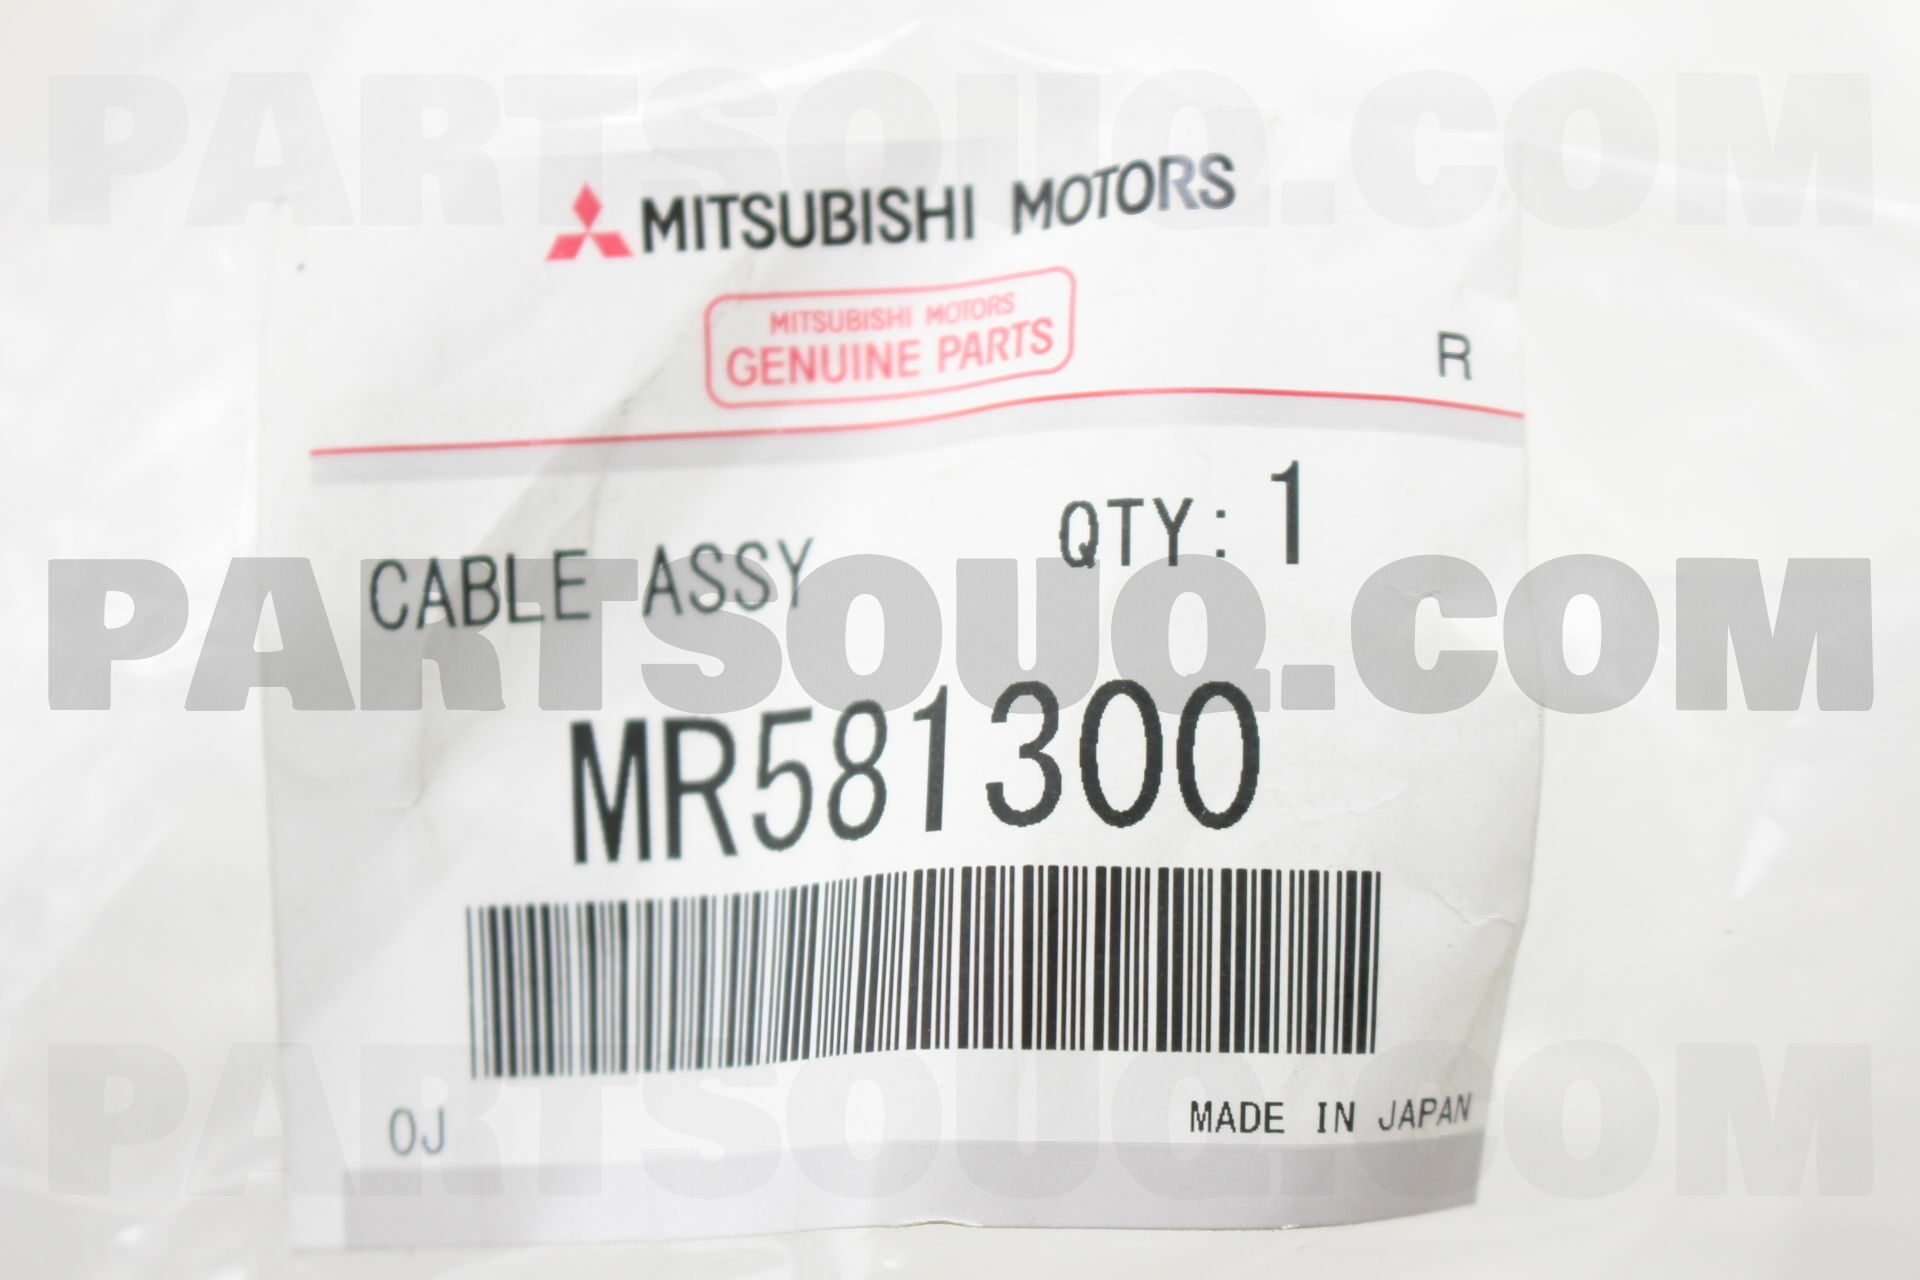 PARTSOUQ.COM
MITSUBISHI MOTORS
MITSUBISHI MOTORS
GENUINE PARTS
R
QTY: 1
CABLE ASSY
PARTSOUQ.COM
MR581300
OJ
MADE IN JAPAN
PARTSOUQ.COM